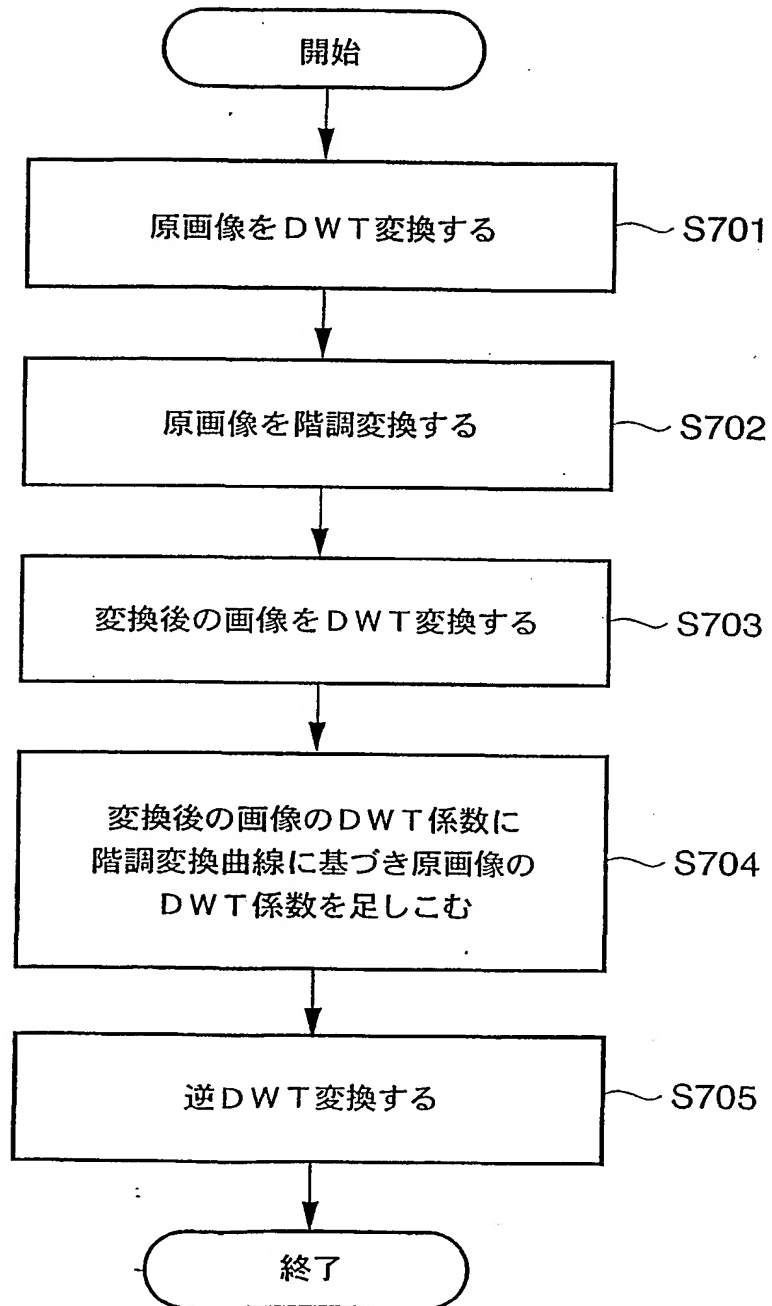 開始
原画像をＤＷＴ変換する
S701
原画像を階調変換する
S702
変換後の画像をＤＷＴ変換する
S703
変換後の画像のＤＷＴ係数に
階調変換曲線に基づき原画像の
ＤＷＴ係数を足しこむ
S704
逆ＤＷＴ変換する
S705
終了